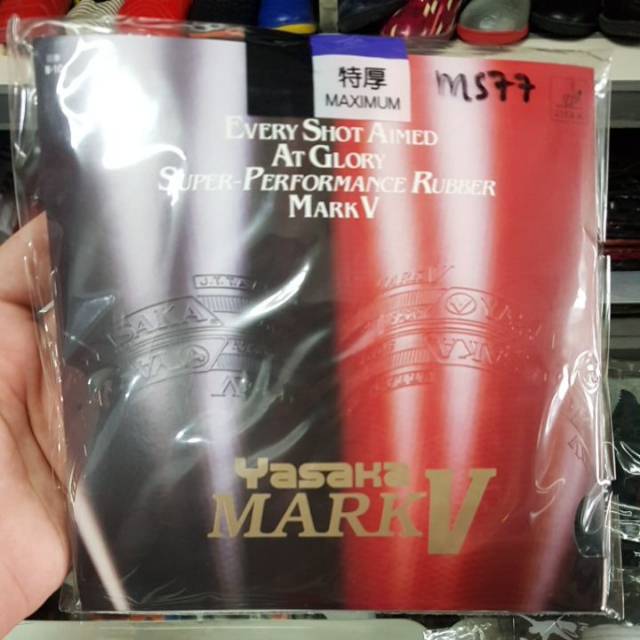 特厚
MAXIMUM
MS77
EVERY SHOT AIMED
AT GLORY
SUPER-PERFORMANCE RUBBER
MARK V
Yasaka
MARK V